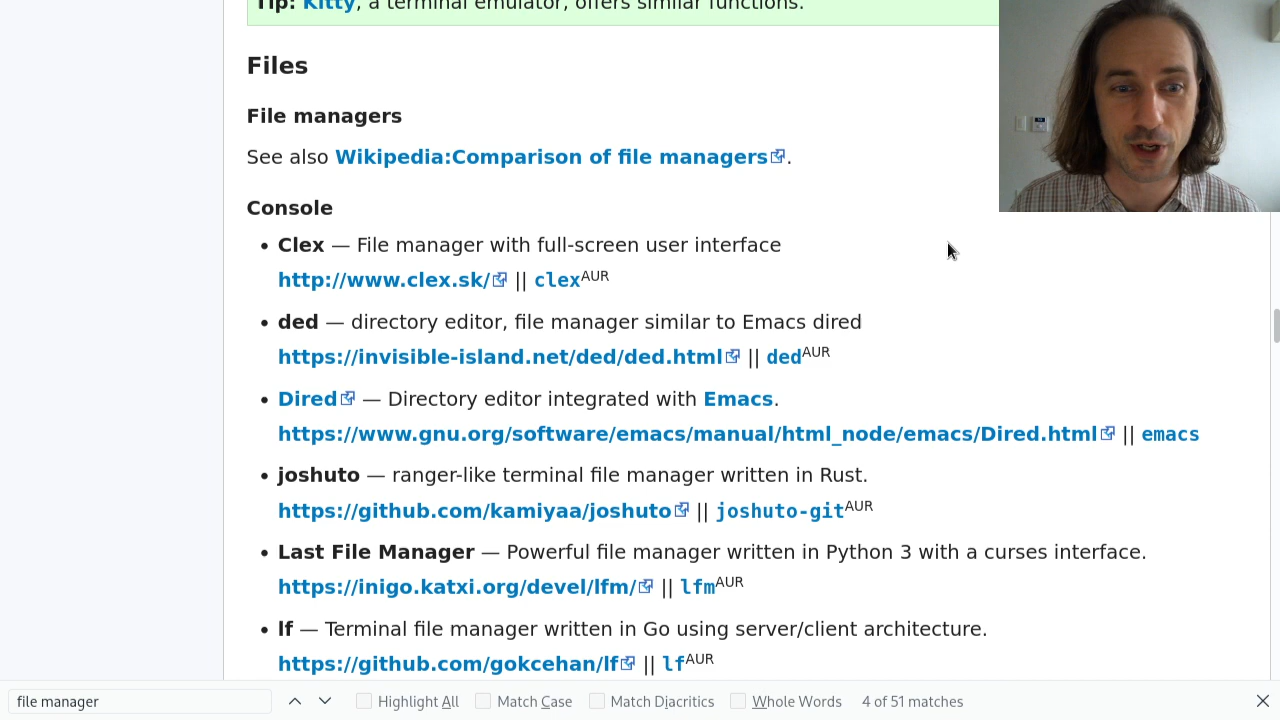 Tip: Kitty, a terminal emulator, offers similar functions.
Files
File managers
See also Wikipedia:Comparison of file managers.
Console
• Clex — File manager with full-screen user interface
http://www.clex.sk/ || clexAUR
• ded — directory editor, file manager similar to Emacs dired
https://invisible-island.net/ded/ded.html || dedAUR
• Dired — Directory editor integrated with Emacs.
https://www.gnu.org/software/emacs/manual/html_node/emacs/Dired.html || emacs
• joshuto — ranger-like terminal file manager written in Rust.
https://github.com/kamiyaa/joshuto || joshuto-gitAUR
• Last File Manager — Powerful file manager written in Python 3 with a curses interface.
https://inigo.katxi.org/devel/lfm/ || lfmAUR
• lf — Terminal file manager written in Go using server/client architecture.
https://github.com/gokcehan/lf || lfAUR
file manager Highlight All Match Case Match Diacritics Whole Words 4 of 51 matches